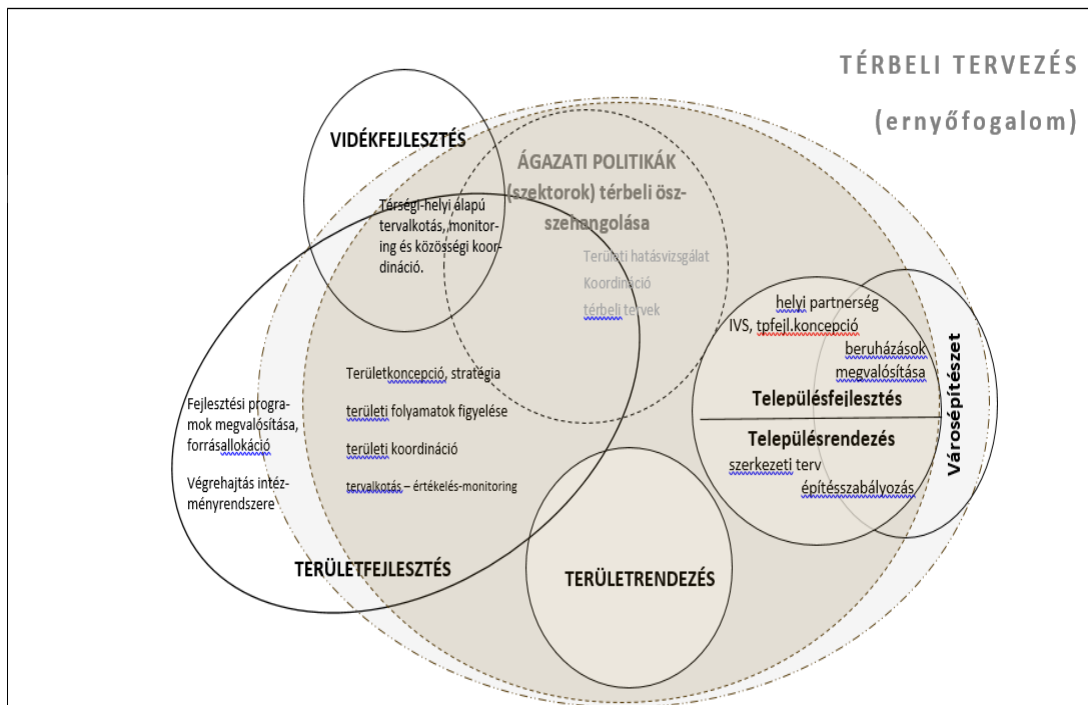 TÉRBELI TERVEZÉS
(ernyőfogalom)
VIDÉKFEJLESZTÉS
ÁGAZATI POLITIKÁK
(szektorok) térbeli ösz-
szehangolása
Térségi-helyi alapú
tervalkotás, monitor-
ing és közösségi koor-
dináció.
Területi hatásvizsgálat
Koordináció
térbeli tervek
helyi partnerség
IVS, tpfejl.koncepció
beruházások
megvalósítása
Településfejlesztés
Településrendezés
szerkezeti terv
építésszabályozás
Városépítészet
Területkoncepció, stratégia
területi folyamatok figyelése
területi koordináció
tervalkotás – értékelés-monitoring
Fejlesztési progra-
mok megvalósítása,
forrásallokáció
Végrehajtás intéz-
ményrendszere
TERÜLETFEJLESZTÉS
TERÜLETRENDEZÉS